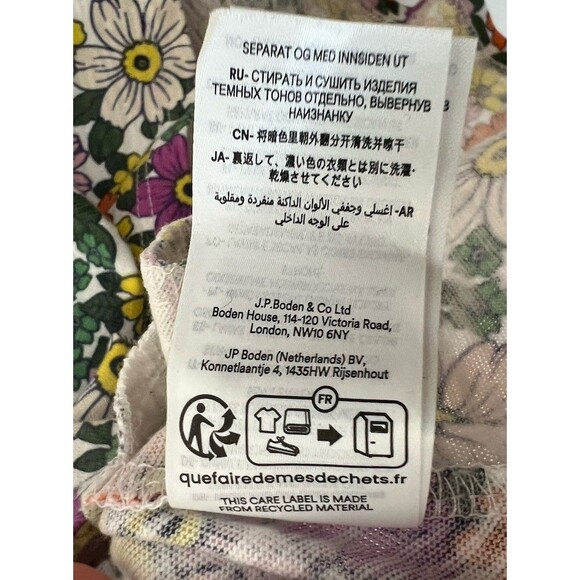 SEPARAT OG MED INNSIDEN UT
RU- СТИРАТЬ И СУШИТЬ ИЗДЕЛИЯ
ТЕМНЫХ ТОНОВ ОТДЕЛЬНО, ВЫВЕРНУВ
НАИЗНАНКУ
CN- 将暗色里朝外翻分开清洗并晾干
JA- 裏返して、濃い色の衣類とは別に洗濯・
乾燥させてください
AR- اغسلي وجففي الألوان الداكنة منفردة ومقلوبة
على الوجه الداخلي
J.P.Boden & Co Ltd
Boden House, 114-120 Victoria Road,
London, NW10 6NY
JP Boden (Netherlands) BV,
Konnetlaantje 4, 1435HW Rijsenhout
FR
quefairedemesdechets.fr
THIS CARE LABEL IS MADE
FROM RECYCLED MATERIAL